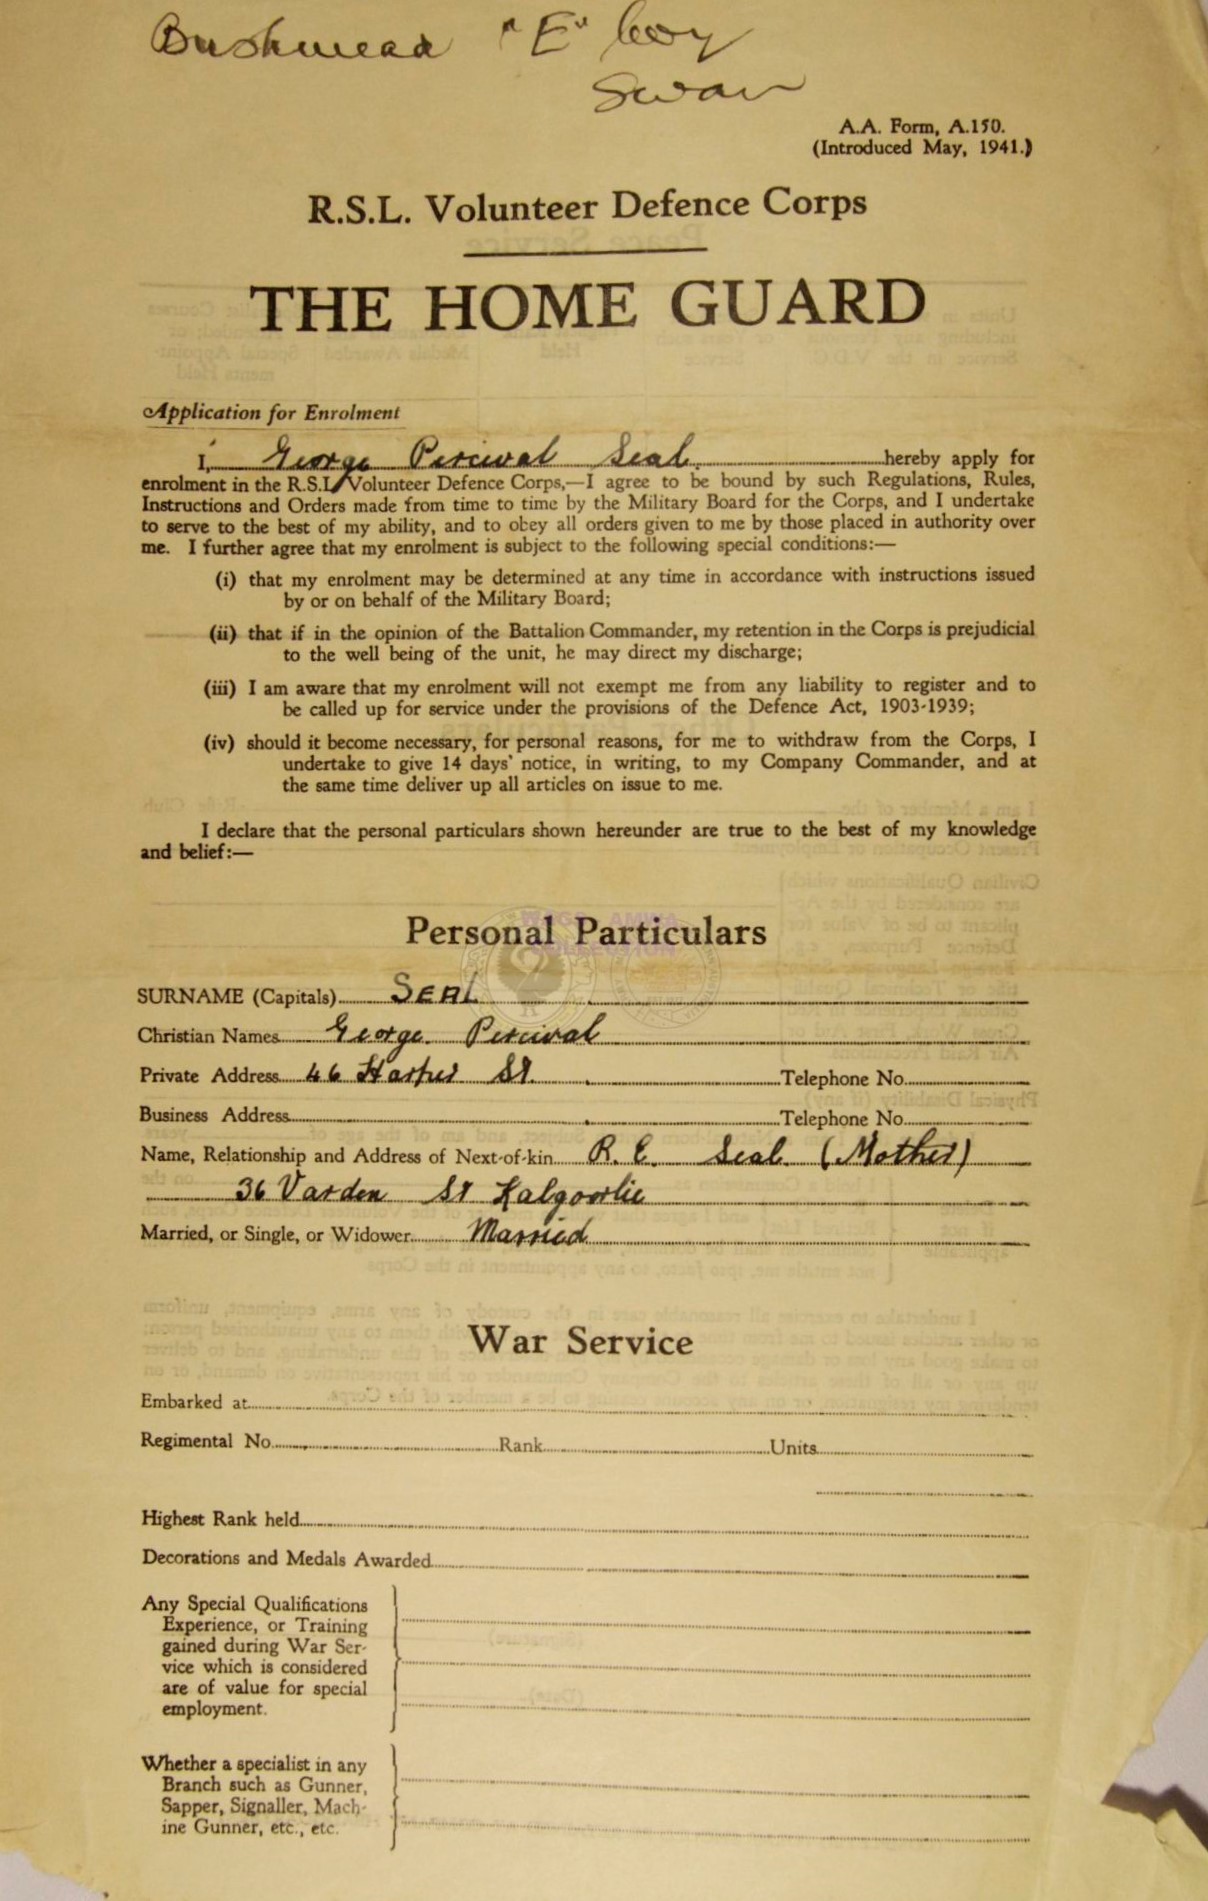 Bushmead "E" Coy
Swan
A.A. Form, A.150.
(Introduced May, 1941.)
R.S.L. Volunteer Defence Corps
THE HOME GUARD
Application for Enrolment
I, George Percival Seal. hereby apply for
enrolment in the R.S.L. Volunteer Defence Corps,—I agree to be bound by such Regulations, Rules,
Instructions and Orders made from time to time by the Military Board for the Corps, and I undertake
to serve to the best of my ability, and to obey all orders given to me by those placed in authority over
me. I further agree that my enrolment is subject to the following special conditions:—
(i) that my enrolment may be determined at any time in accordance with instructions issued
by or on behalf of the Military Board;
(ii) that if in the opinion of the Battalion Commander, my retention in the Corps is prejudicial
to the well being of the unit, he may direct my discharge;
(iii) I am aware that my enrolment will not exempt me from any liability to register and to
be called up for service under the provisions of the Defence Act, 1903-1939;
(iv) should it become necessary, for personal reasons, for me to withdraw from the Corps, I
undertake to give 14 days' notice, in writing, to my Company Commander, and at
the same time deliver up all articles on issue to me.
I declare that the personal particulars shown hereunder are true to the best of my knowledge
and belief:—
Personal Particulars
SURNAME (Capitals) SEAL
Christian Names George Percival
Private Address 46 Harper St. Telephone No.
Business Address Telephone No.
Name, Relationship and Address of Next-of-kin R. E. Seal (Mother)
36 Varden St Kalgoorlie
Married, or Single, or Widower Married
War Service
Embarked at
Regimental No. Rank Units
Highest Rank held
Decorations and Medals Awarded
Any Special Qualifications
Experience, or Training
gained during War Ser-
vice which is considered
are of value for special
employment.
Whether a specialist in any
Branch such as Gunner,
Sapper, Signaller, Mach-
ine Gunner, etc., etc.